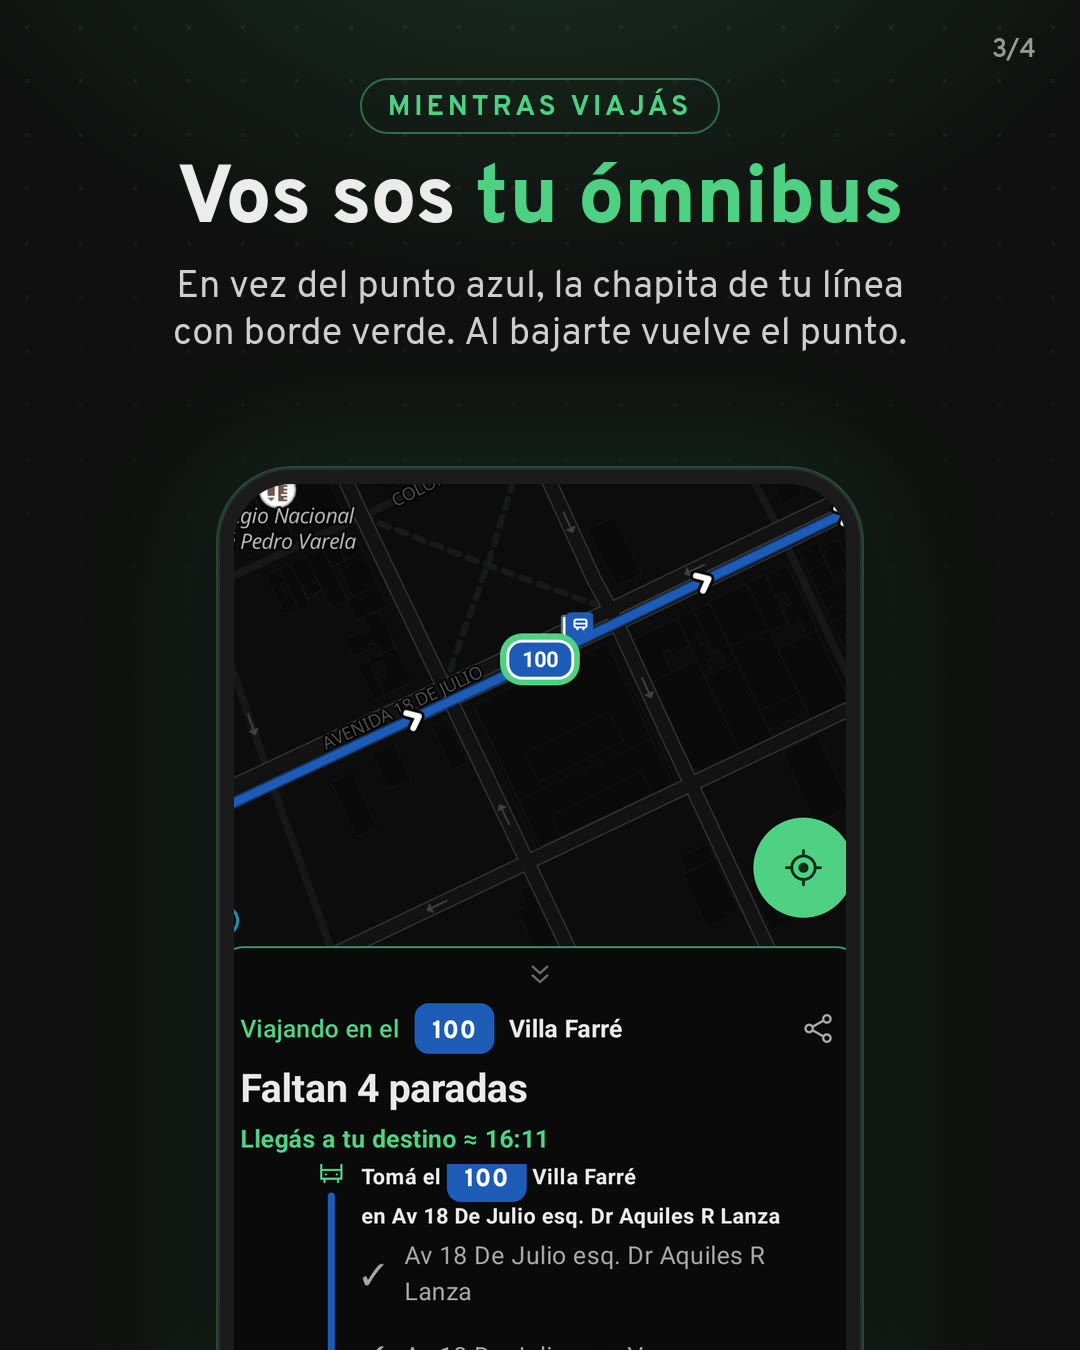 3/4
MIENTRAS VIAJÁS
Vos sos tu ómnibus
En vez del punto azul, la chapita de tu línea
con borde verde. Al bajarte vuelve el punto.
gio Nacional
Pedro Varela
100
AVENIDA 18 DE JULIO
Viajando en el 100 Villa Farré
Faltan 4 paradas
Llegás a tu destino ≈ 16:11
Tomá el 100 Villa Farré
en Av 18 De Julio esq. Dr Aquiles R Lanza
Av 18 De Julio esq. Dr Aquiles R
Lanza